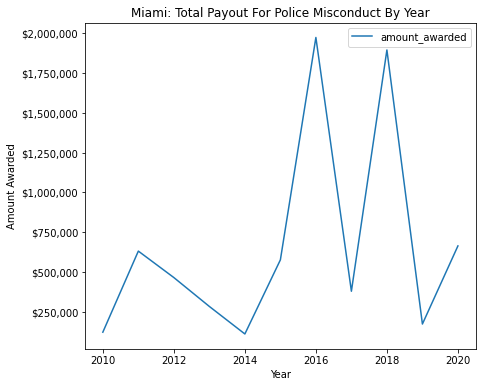 Miami: Total Payout For Police Misconduct By Year
amount_awarded
$2,000,000
$1,750,000
$1,500,000
$1,250,000
$1,000,000
$750,000
$500,000
$250,000
Amount Awarded
2010 2012 2014 2016 2018 2020
Year